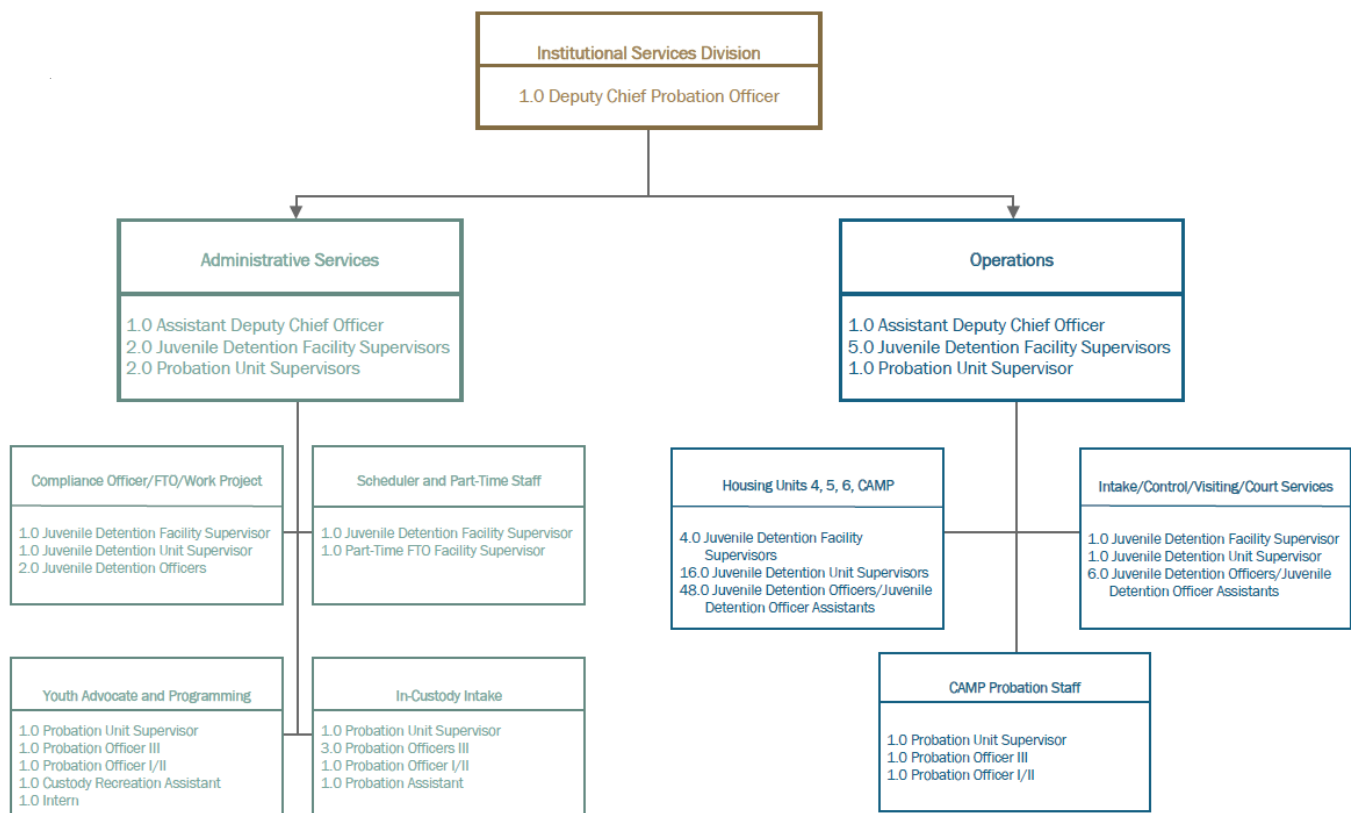 Institutional Services Division
1.0 Deputy Chief Probation Officer
Administrative Services
1.0 Assistant Deputy Chief Officer
2.0 Juvenile Detention Facility Supervisors
2.0 Probation Unit Supervisors
Operations
1.0 Assistant Deputy Chief Officer
5.0 Juvenile Detention Facility Supervisors
1.0 Probation Unit Supervisor
Compliance Officer/FTO/Work Project
1.0 Juvenile Detention Facility Supervisor
1.0 Juvenile Detention Unit Supervisor
2.0 Juvenile Detention Officers
Scheduler and Part-Time Staff
1.0 Juvenile Detention Facility Supervisor
1.0 Part-Time FTO Facility Supervisor
Housing Units 4, 5, 6, CAMP
4.0 Juvenile Detention Facility
Supervisors
16.0 Juvenile Detention Unit Supervisors
48.0 Juvenile Detention Officers/Juvenile
Detention Officer Assistants
Intake/Control/Visiting/Court Services
1.0 Juvenile Detention Facility Supervisor
1.0 Juvenile Detention Unit Supervisor
6.0 Juvenile Detention Officers/Juvenile
Detention Officer Assistants
Youth Advocate and Programming
1.0 Probation Unit Supervisor
1.0 Probation Officer III
1.0 Probation Officer I/II
1.0 Custody Recreation Assistant
1.0 Intern
In-Custody Intake
1.0 Probation Unit Supervisor
3.0 Probation Officers III
1.0 Probation Officer I/II
1.0 Probation Assistant
CAMP Probation Staff
1.0 Probation Unit Supervisor
1.0 Probation Officer III
1.0 Probation Officer I/II